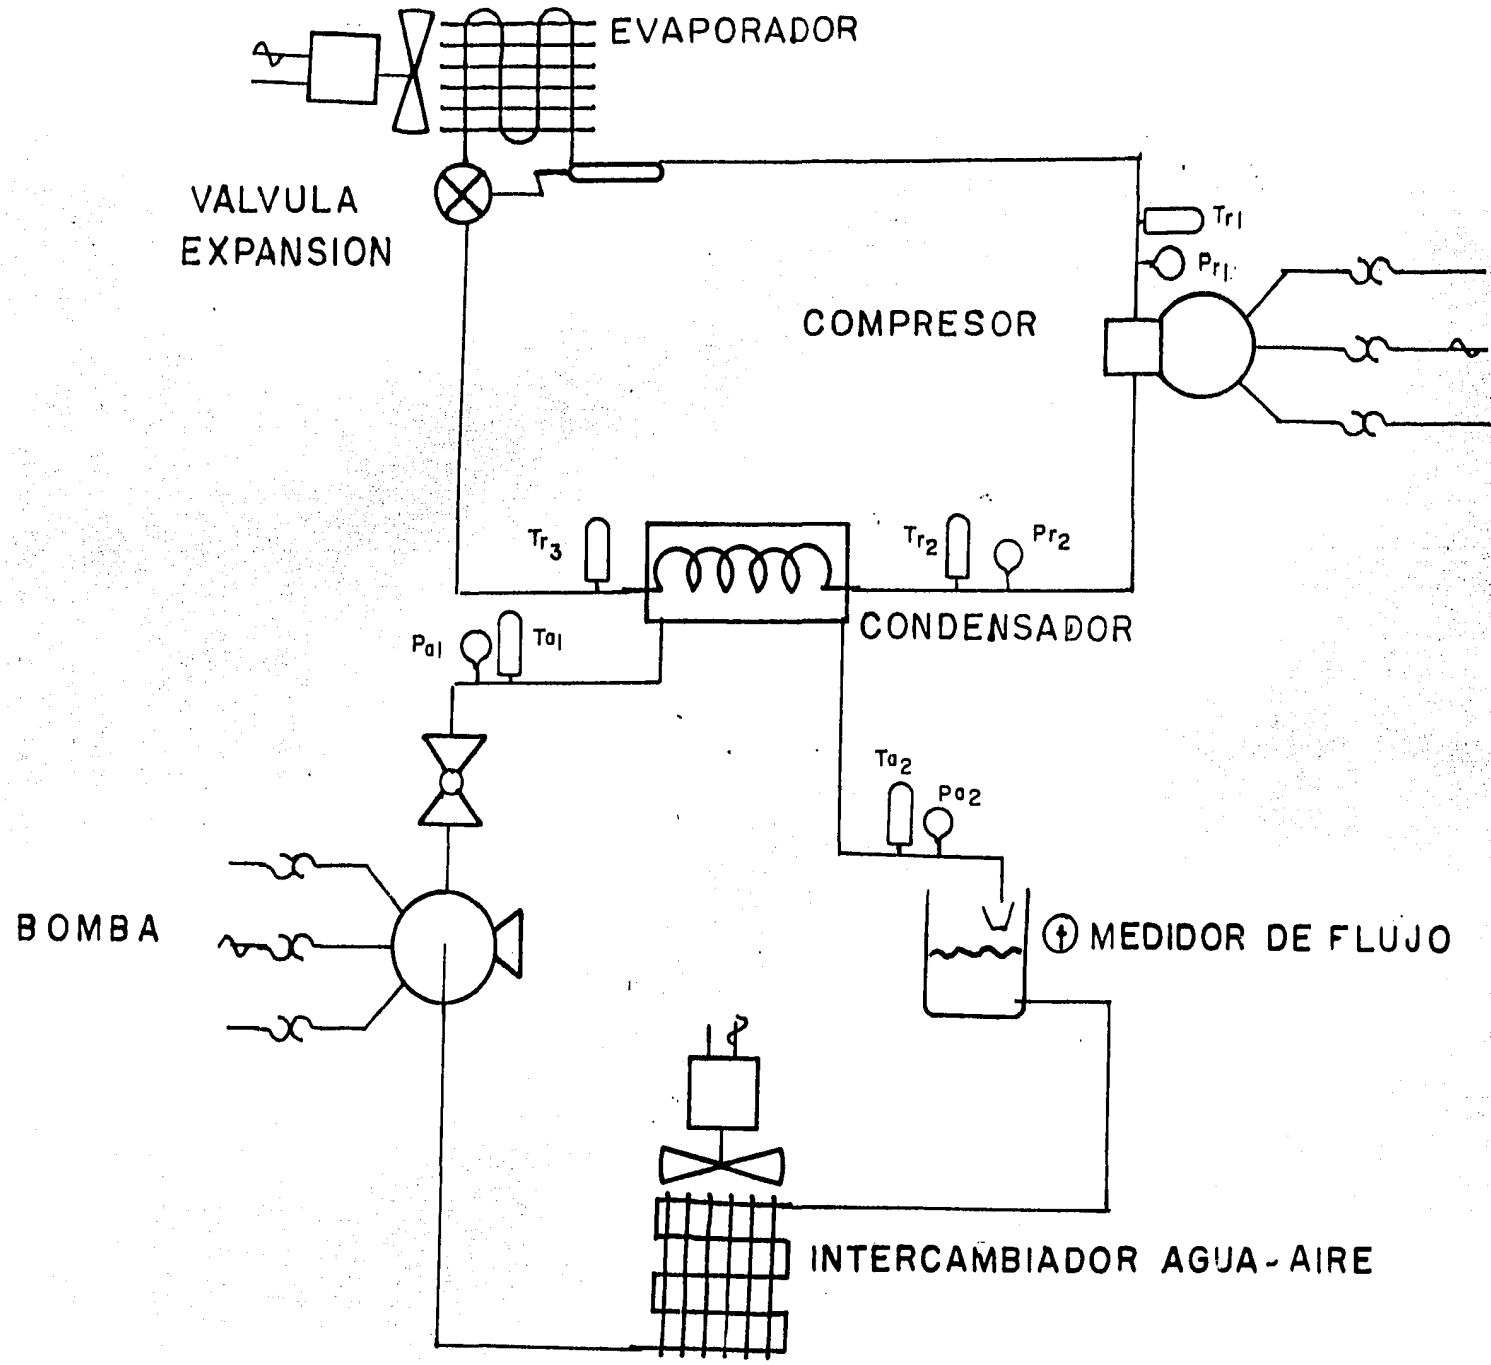 EVAPORADOR
VALVULA
EXPANSION
Tr1
Pr1
COMPRESOR
Tr3
Tr2
Pr2
CONDENSADOR
Pa1
Ta1
Ta2
Pa2
BOMBA
MEDIDOR DE FLUJO
INTERCAMBIADOR AGUA-AIRE